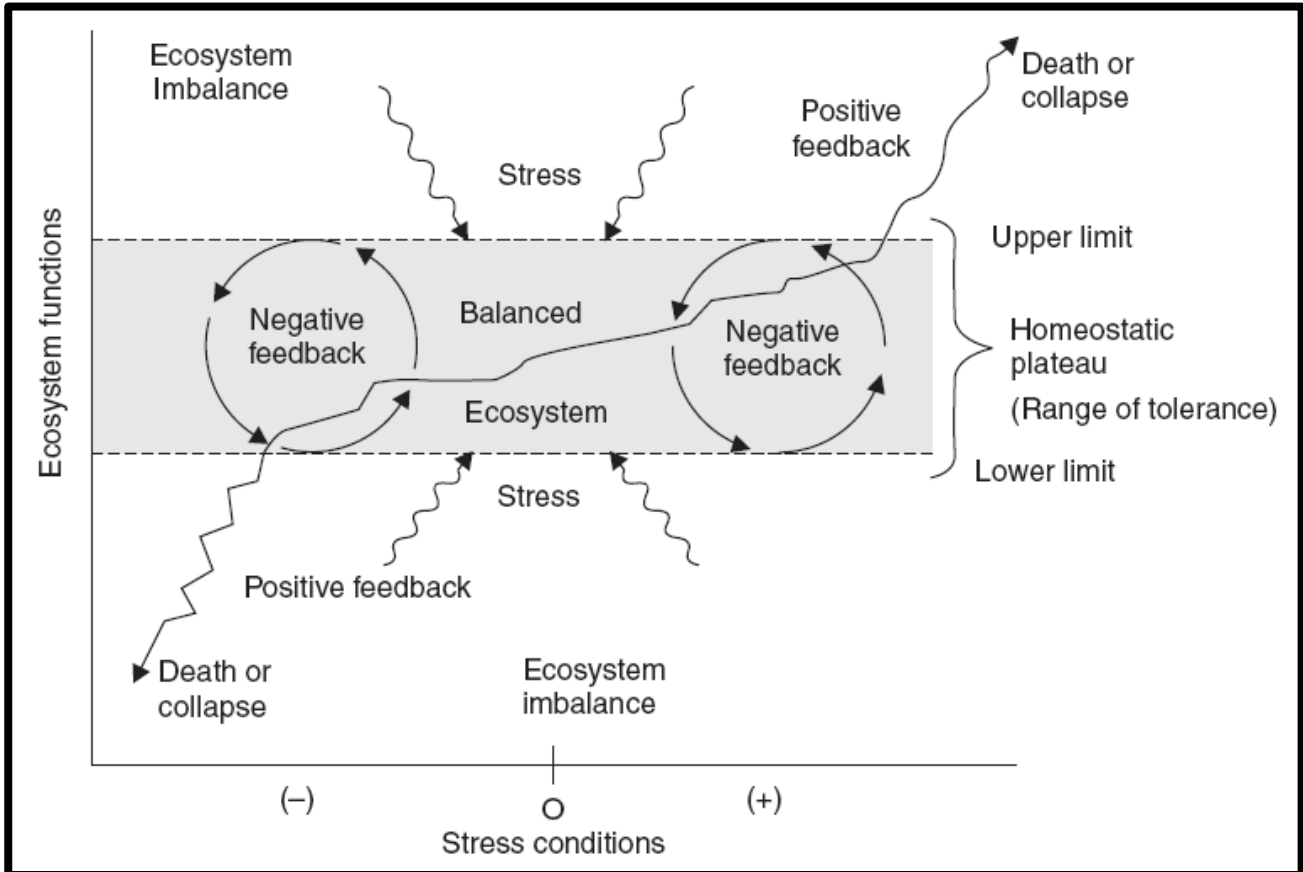 Ecosystem
Imbalance
Death or
collapse
Positive
feedback
Stress
Upper limit
Negative
feedback
Balanced
Negative
feedback
Homeostatic
plateau
(Range of tolerance)
Ecosystem
Lower limit
Stress
Positive feedback
Death or
collapse
Ecosystem
imbalance
Ecosystem functions
(–)
O
(+)
Stress conditions